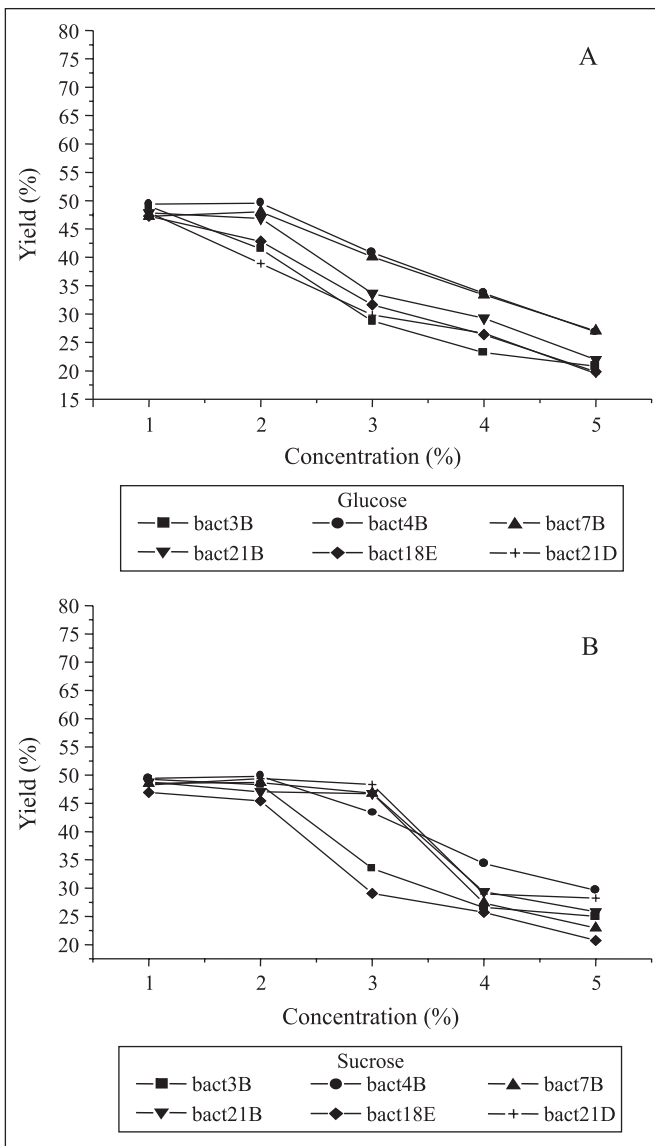 A
80
75
70
65
60
55
50
45
40
35
30
25
20
15
Yield (%)
1 2 3 4 5
Concentration (%)
Glucose
bact3B bact4B bact7B
bact21B bact18E bact21D
B
80
75
70
65
60
55
50
45
40
35
30
25
20
Yield (%)
1 2 3 4 5
Concentration (%)
Sucrose
bact3B bact4B bact7B
bact21B bact18E bact21D